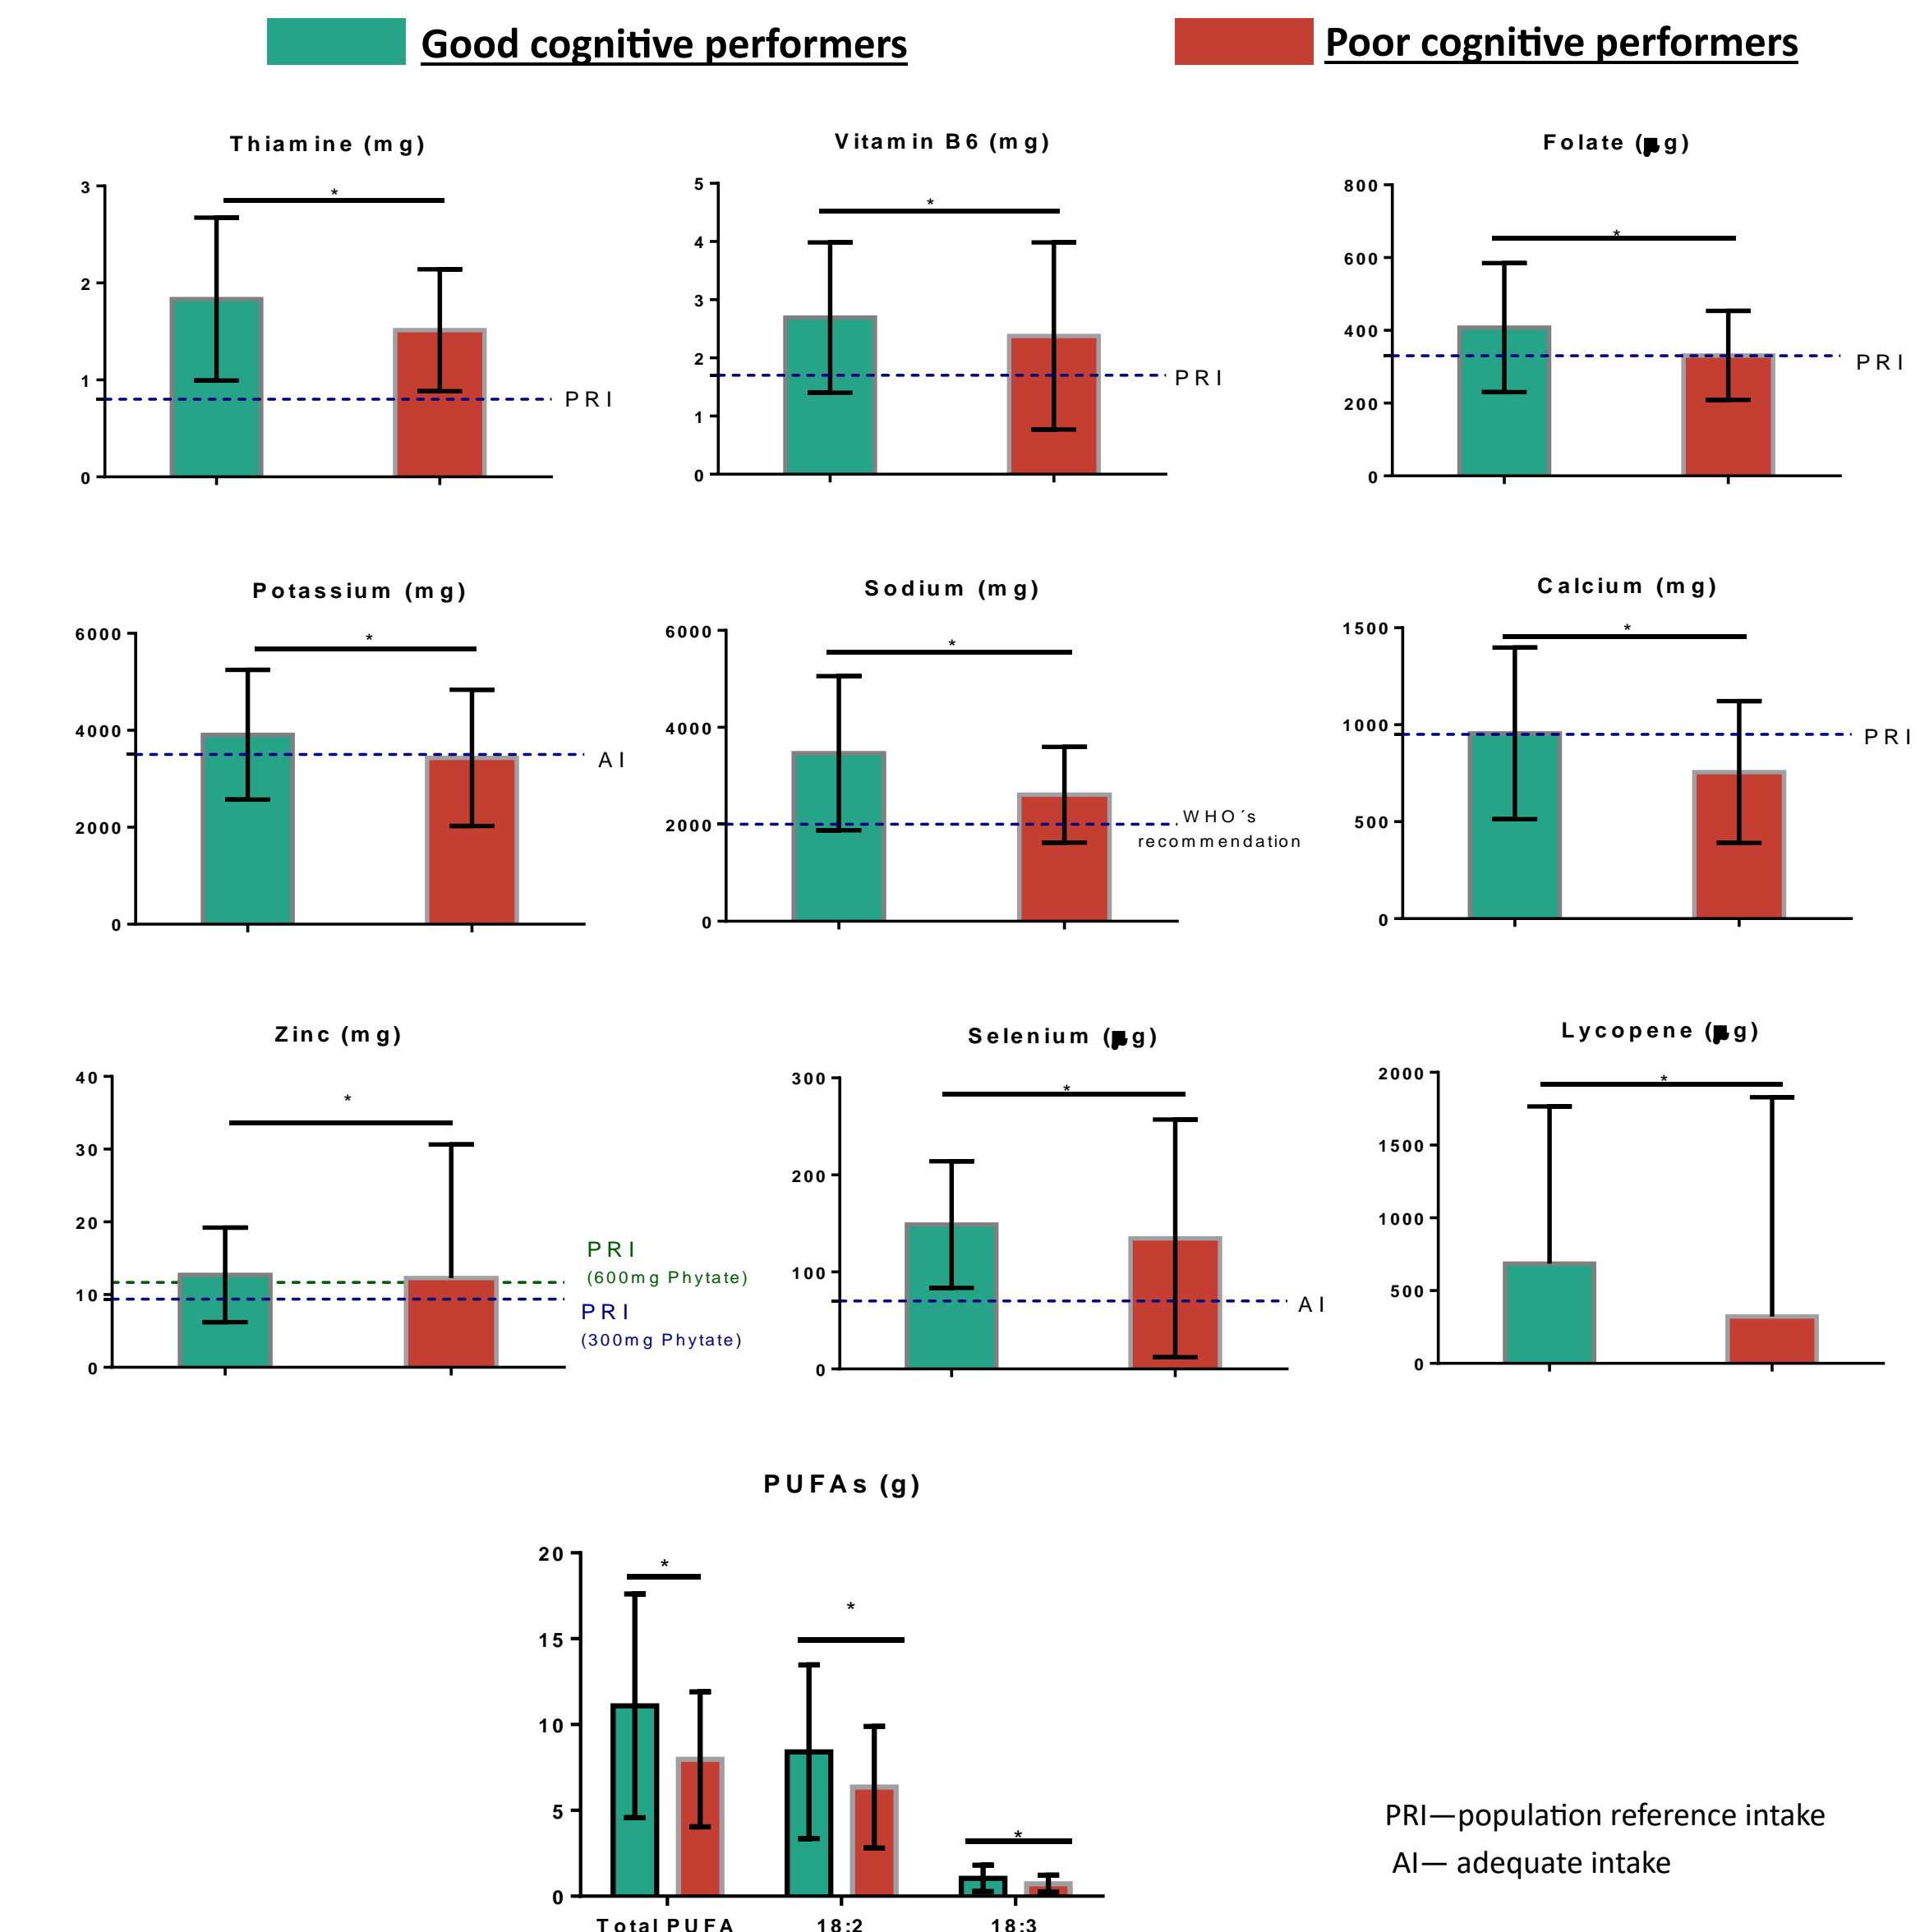 Good cognitive performers
Poor cognitive performers
Thiamine (mg)
3
2
1
0
*
PRI
Vitamin B6 (mg)
5
4
3
2
1
0
*
PRI
Folate (µg)
800
600
400
200
0
*
PRI
Potassium (mg)
6000
4000
2000
0
*
AI
Sodium (mg)
6000
4000
2000
0
*
WHO´s
recommendation
Calcium (mg)
1500
1000
500
0
*
PRI
Zinc (mg)
40
30
20
10
0
*
PRI
(600mg Phytate)
PRI
(300mg Phytate)
Selenium (µg)
300
200
100
0
*
AI
Lycopene (µg)
2000
1500
1000
500
0
*
PUFAs (g)
20
15
10
5
0
*
*
*
Total PUFA
18:2
18:3
PRI—population reference intake
AI— adequate intake